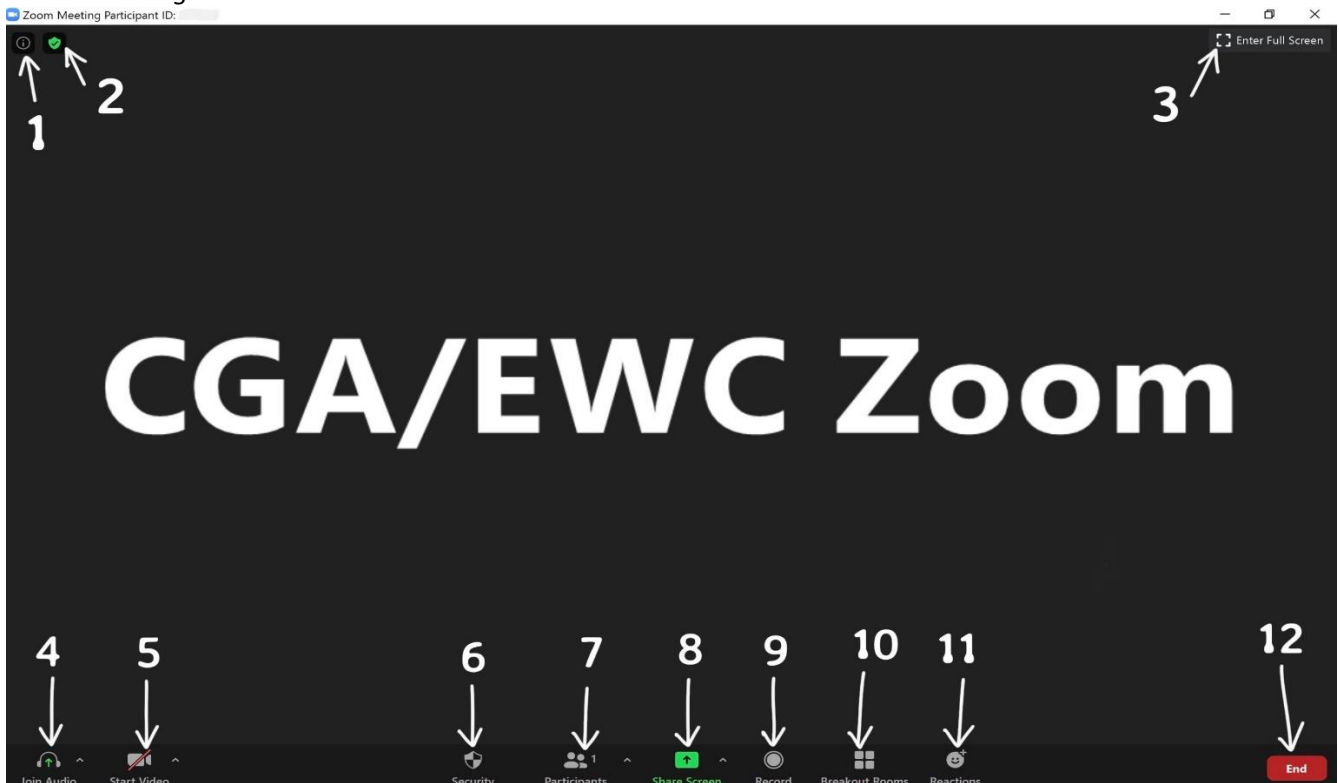 Zoom Meeting Participant ID:
Enter Full Screen
1
2
3
CGA/EWC Zoom
4
5
6
7
8
9
10
11
12
1
Join Audio
Start Video
Security
Participants
Share Screen
Record
Breakout Rooms
Reactions
End